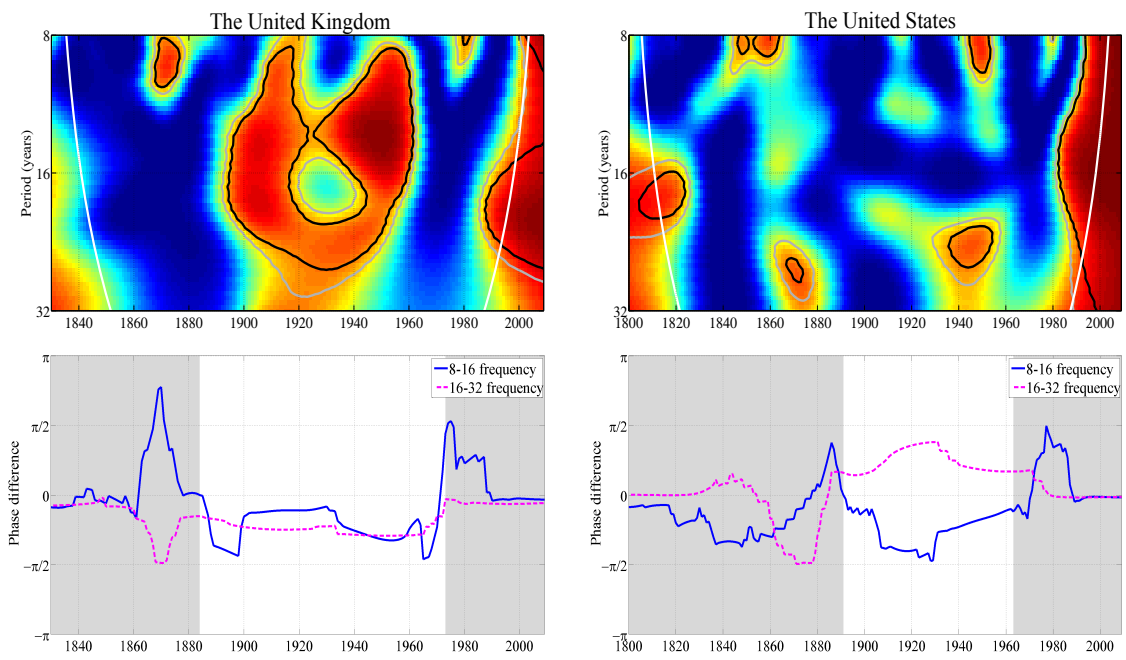 The United Kingdom
Period (years)
8
16
32
1840 1860 1880 1900 1920 1940 1960 1980 2000
The United States
Period (years)
8
16
32
1800 1820 1840 1860 1880 1900 1920 1940 1960 1980 2000
Phase difference
π
π/2
0
−π/2
−π
8-16 frequency
16-32 frequency
1840 1860 1880 1900 1920 1940 1960 1980 2000
Phase difference
π
π/2
0
−π/2
−π
8-16 frequency
16-32 frequency
1800 1820 1840 1860 1880 1900 1920 1940 1960 1980 2000